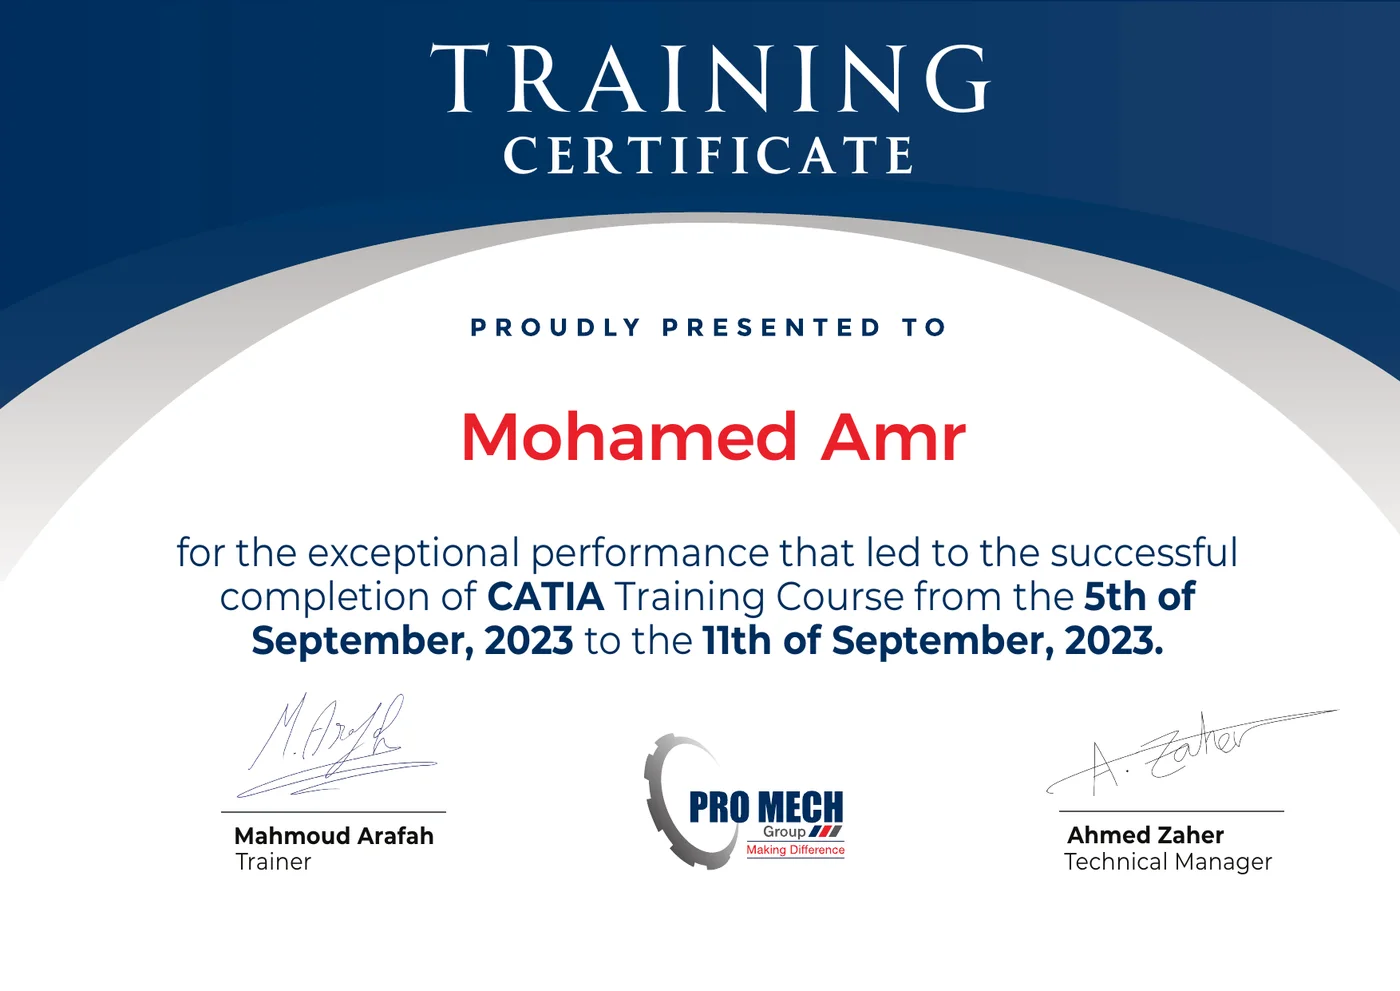 TRAINING
CERTIFICATE
PROUDLY PRESENTED TO
Mohamed Amr
for the exceptional performance that led to the successful
completion of CATIA Training Course from the 5th of
September, 2023 to the 11th of September, 2023.
M. Arafah
A. Zaher
Mahmoud Arafah
Trainer
PRO MECH
Group
Making Difference
Ahmed Zaher
Technical Manager